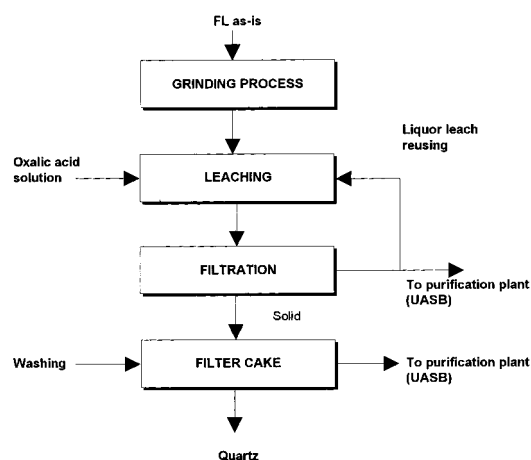 FL as-is
GRINDING PROCESS
Liquor leach
reusing
Oxalic acid
solution
LEACHING
FILTRATION
To purification plant
(UASB)
Solid
Washing
FILTER CAKE
To purification plant
(UASB)
Quartz